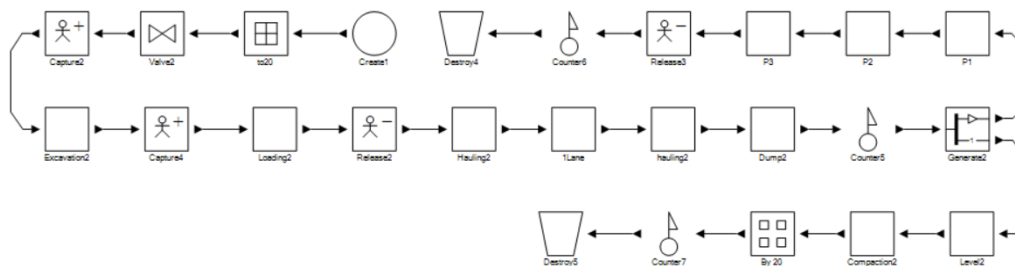 Capture2 Valve2 to20 Create1 Destroy4 Counter6 Release3 P3 P2 P1
Excavation2 Capture4 Loading2 Release2 Hauling2 1Lane hauling2 Dump2 Counter5 Generate2
Destroy5 Counter7 By 20 Compaction2 Level2